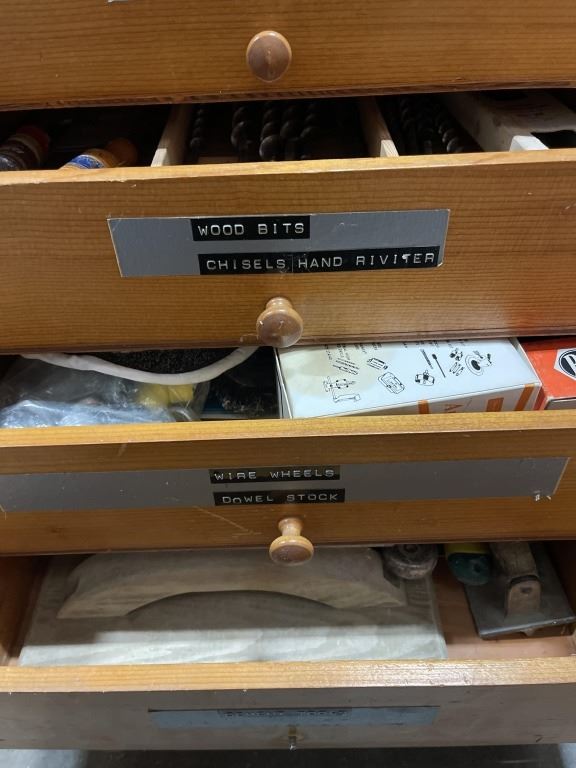 WOOD BITS
CHISELS HAND RIVITER
WIRE WHEELS
DOWEL STOCK